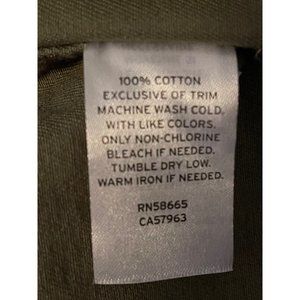 100% COTTON
EXCLUSIVE OF TRIM
MACHINE WASH COLD.
WITH LIKE COLORS.
ONLY NON-CHLORINE
BLEACH IF NEEDED.
TUMBLE DRY LOW.
WARM IRON IF NEEDED.
RN58665
CA57963